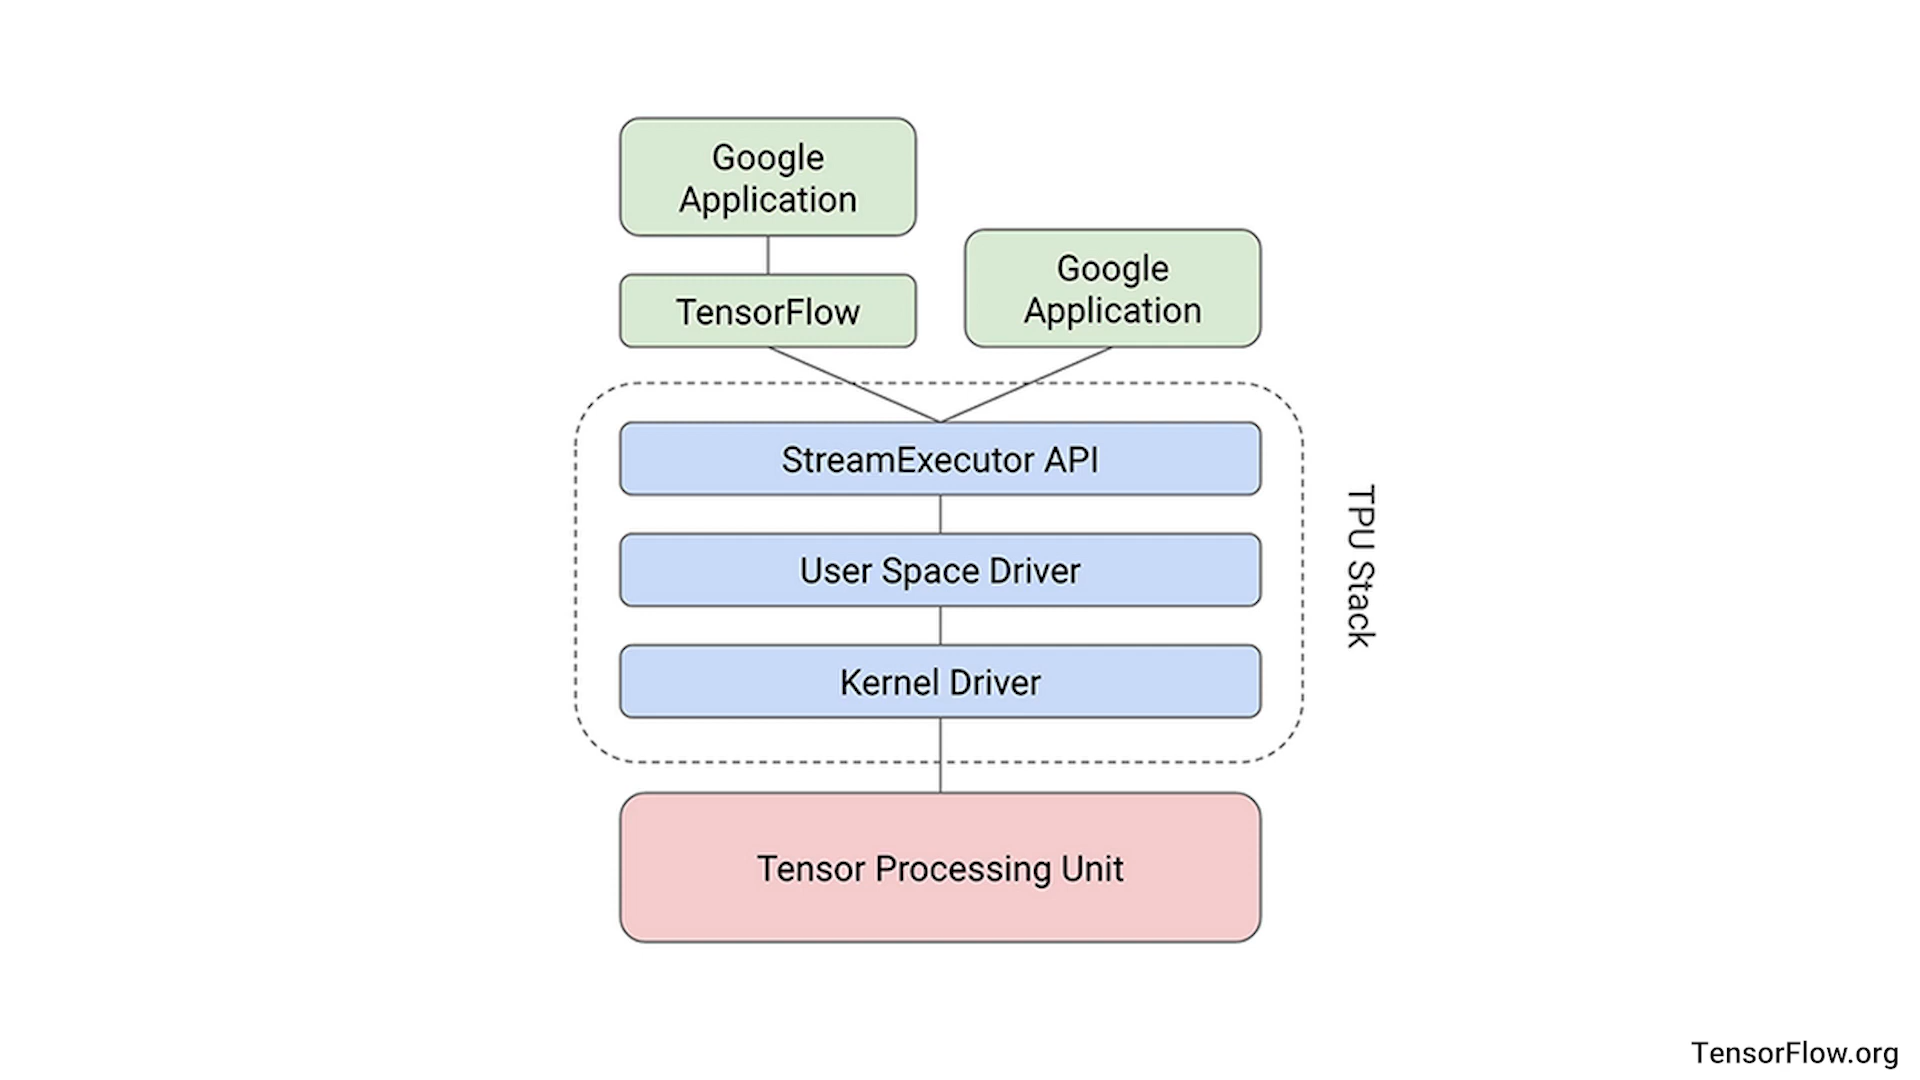 Google
Application
TensorFlow
Google
Application
StreamExecutor API
User Space Driver
Kernel Driver
TPU Stack
Tensor Processing Unit
TensorFlow.org